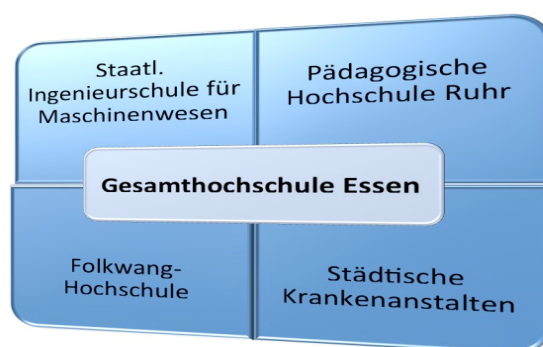 Staatl.
Ingenieurschule für
Maschinenwesen
Pädagogische
Hochschule Ruhr
Gesamthochschule Essen
Folkwang-
Hochschule
Städtische
Krankenanstalten